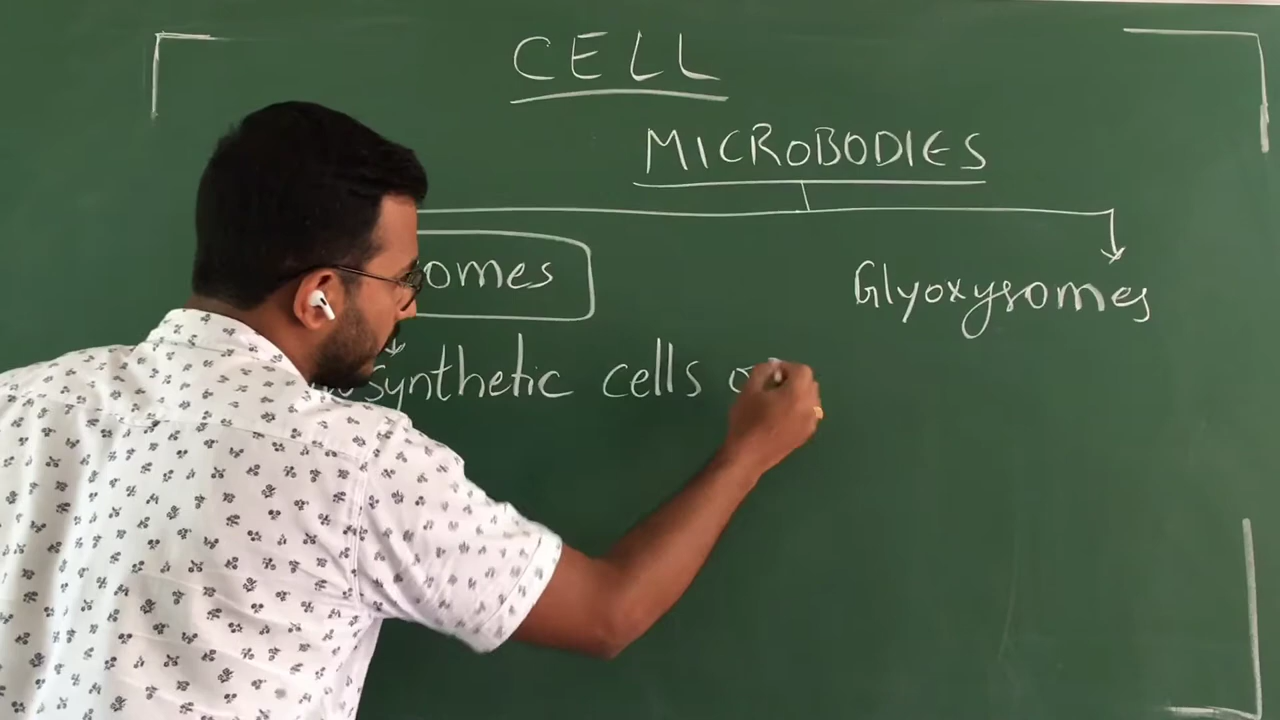 CELL
MICROBODIES
omes
Glyoxysomes
synthetic cells o